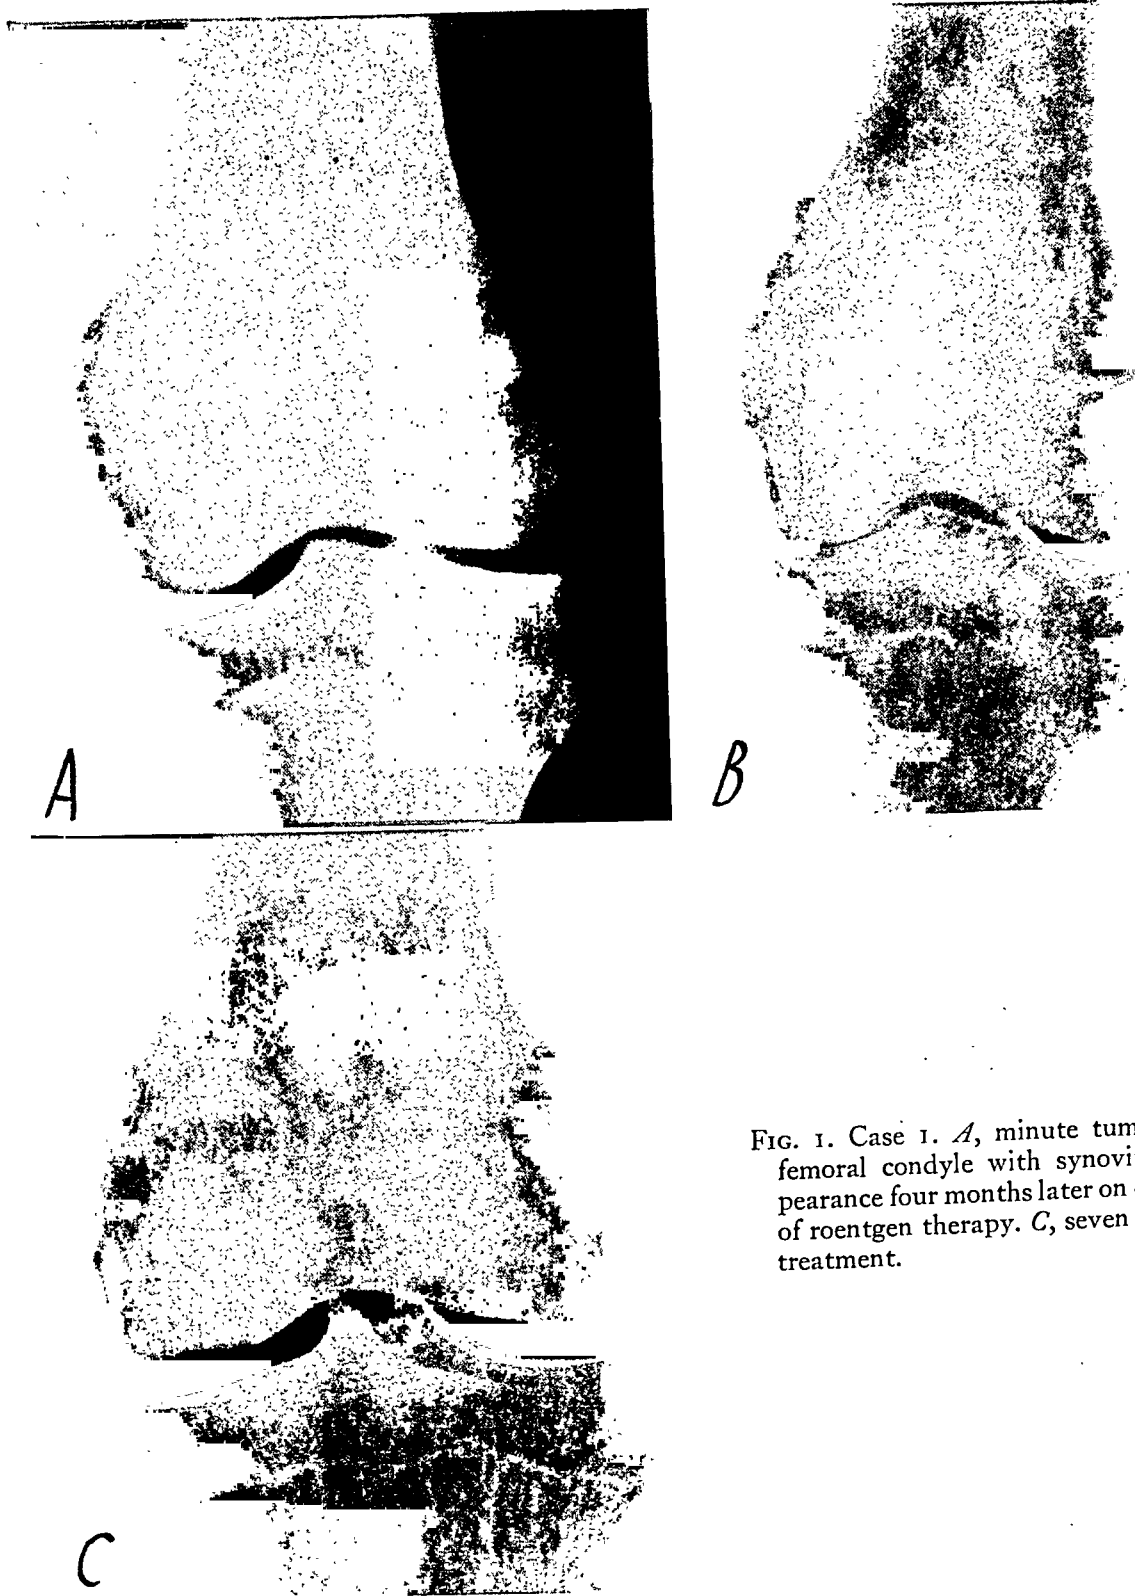 A
B
C
FIG. 1. Case 1. A, minute tum
femoral condyle with synovi
pearance four months later on
of roentgen therapy. C, seven
treatment.